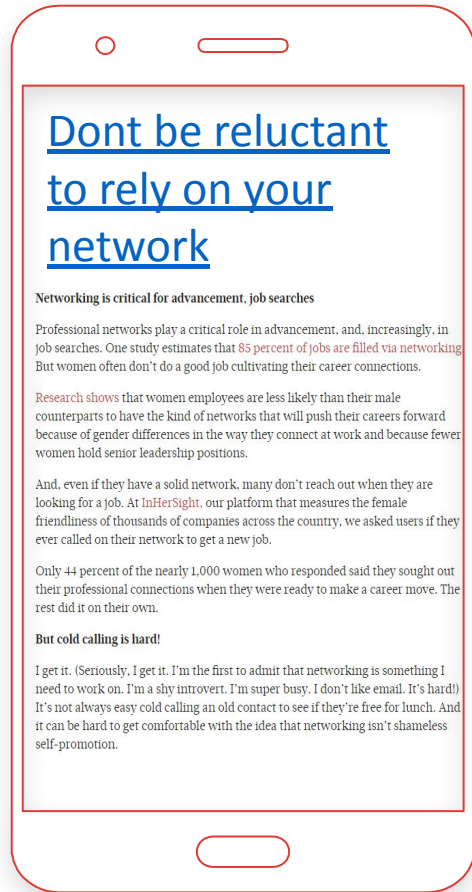 Dont be reluctant
to rely on your
network
Networking is critical for advancement, job searches
Professional networks play a critical role in advancement, and, increasingly, in
job searches. One study estimates that 85 percent of jobs are filled via networking
But women often don’t do a good job cultivating their career connections.
Research shows that women employees are less likely than their male
counterparts to have the kind of networks that will push their careers forward
because of gender differences in the way they connect at work and because fewer
women hold senior leadership positions.
And, even if they have a solid network, many don’t reach out when they are
looking for a job. At InHerSight, our platform that measures the female
friendliness of thousands of companies across the country, we asked users if they
ever called on their network to get a new job.
Only 44 percent of the nearly 1,000 women who responded said they sought out
their professional connections when they were ready to make a career move. The
rest did it on their own.
But cold calling is hard!
I get it. (Seriously, I get it. I’m the first to admit that networking is something I
need to work on. I’m a shy introvert. I’m super busy. I don’t like email. It’s hard!)
It’s not always easy cold calling an old contact to see if they’re free for lunch. And
it can be hard to get comfortable with the idea that networking isn’t shameless
self-promotion.